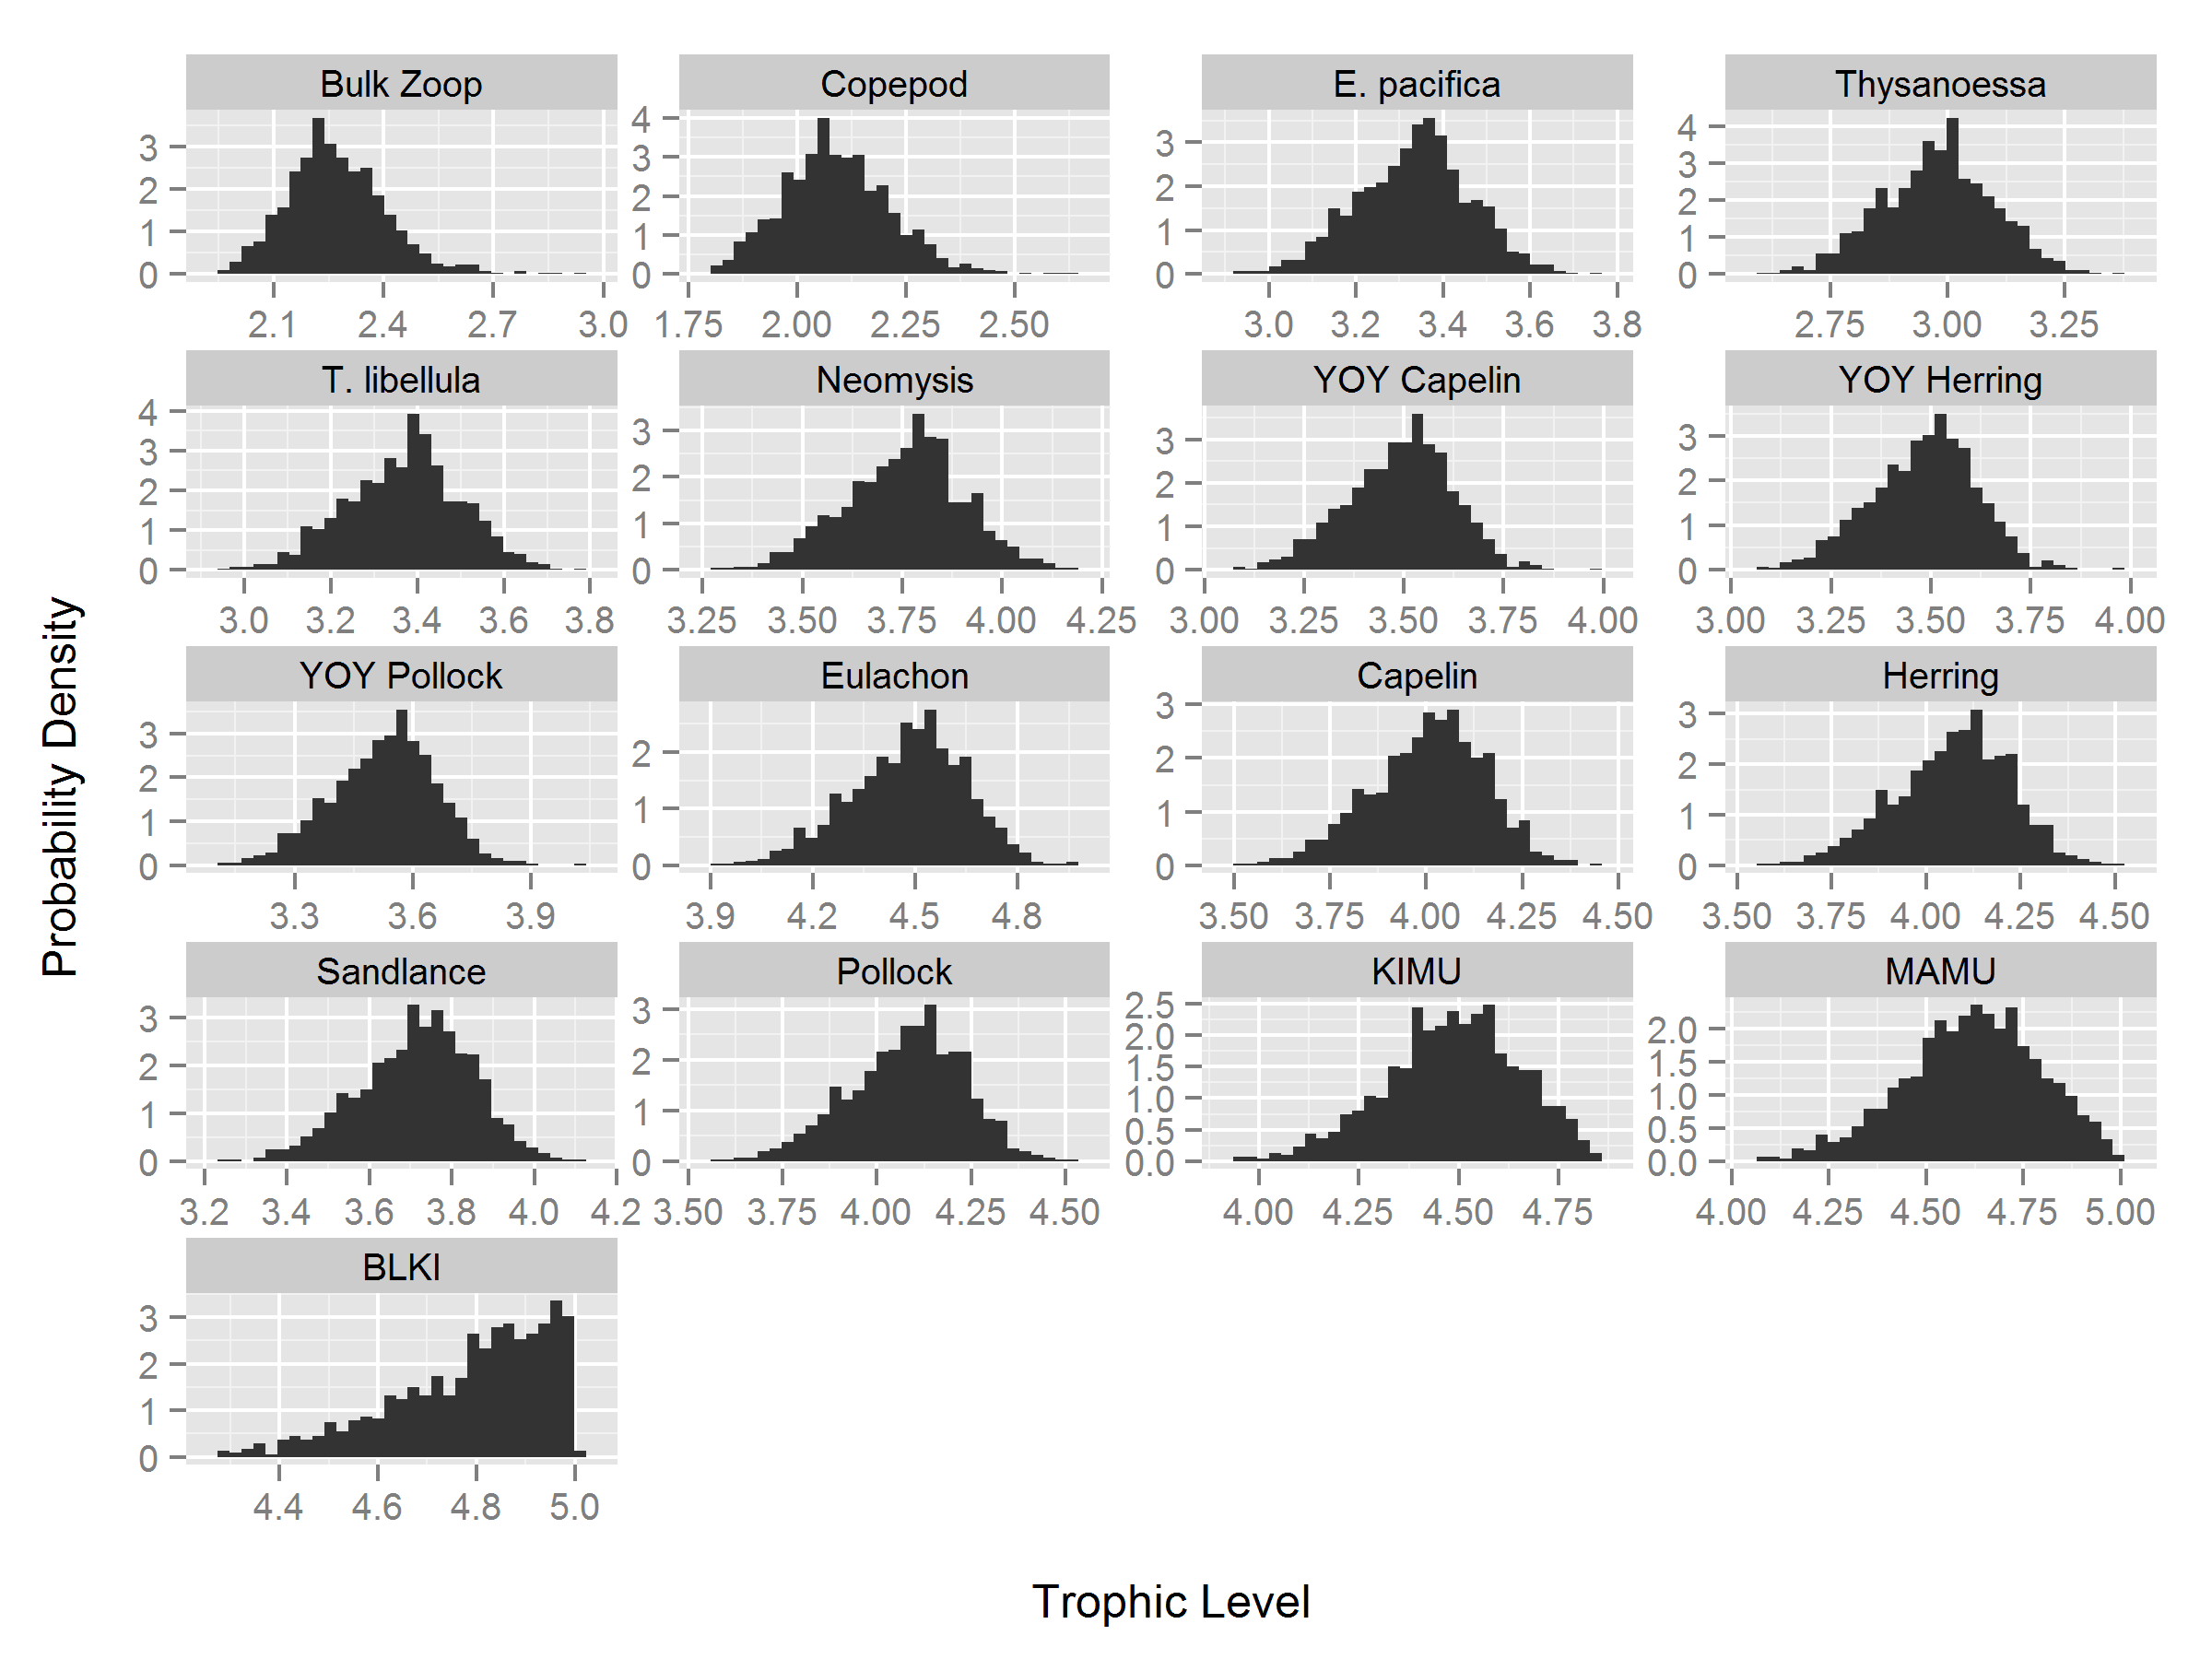 Bulk Zoop Copepod E. pacifica Thysanoessa
3 2 1 0 4 3 2 1 0 3 2 1 0 4 3 2 1 0
2.1 2.4 2.7 3.0 1.75 2.00 2.25 2.50 3.0 3.2 3.4 3.6 3.8 2.75 3.00 3.25
T. libellula Neomysis YOY Capelin YOY Herring
4 3 2 1 0 3 2 1 0 3 2 1 0 3 2 1 0
3.0 3.2 3.4 3.6 3.8 3.25 3.50 3.75 4.00 4.25 3.00 3.25 3.50 3.75 4.00 3.00 3.25 3.50 3.75 4.00
YOY Pollock Eulachon Capelin Herring
3 2 1 0 2 1 0 3 2 1 0 3 2 1 0
3.3 3.6 3.9 3.9 4.2 4.5 4.8 3.50 3.75 4.00 4.25 4.50 3.50 3.75 4.00 4.25 4.50
Sandlance Pollock KIMU MAMU
3 2 1 0 3 2 1 0 2.5 2.0 1.5 1.0 0.5 0.0 2.0 1.5 1.0 0.5 0.0
3.2 3.4 3.6 3.8 4.0 4.2 3.50 3.75 4.00 4.25 4.50 4.00 4.25 4.50 4.75 4.00 4.25 4.50 4.75 5.00
BLKI
3 2 1 0
4.4 4.6 4.8 5.0
Probability Density
Trophic Level